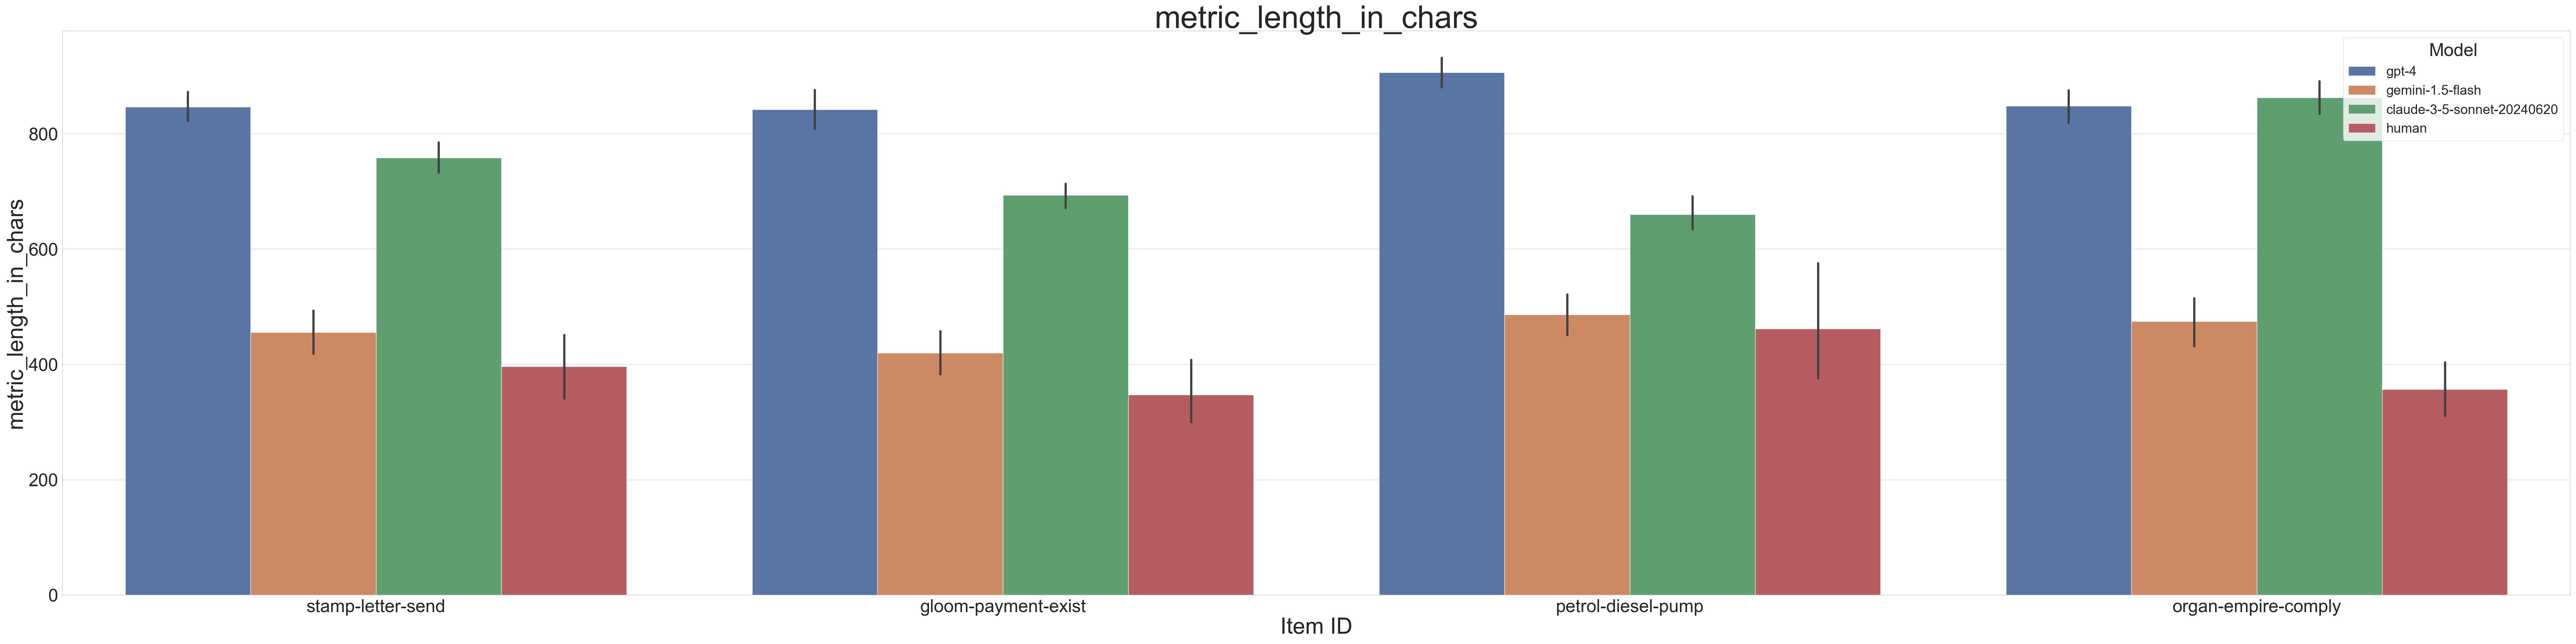 metric_length_in_chars
Model
gpt-4
gemini-1.5-flash
claude-3-5-sonnet-20240620
human
metric_length_in_chars
800
600
400
200
0
stamp-letter-send
gloom-payment-exist
petrol-diesel-pump
organ-empire-comply
Item ID